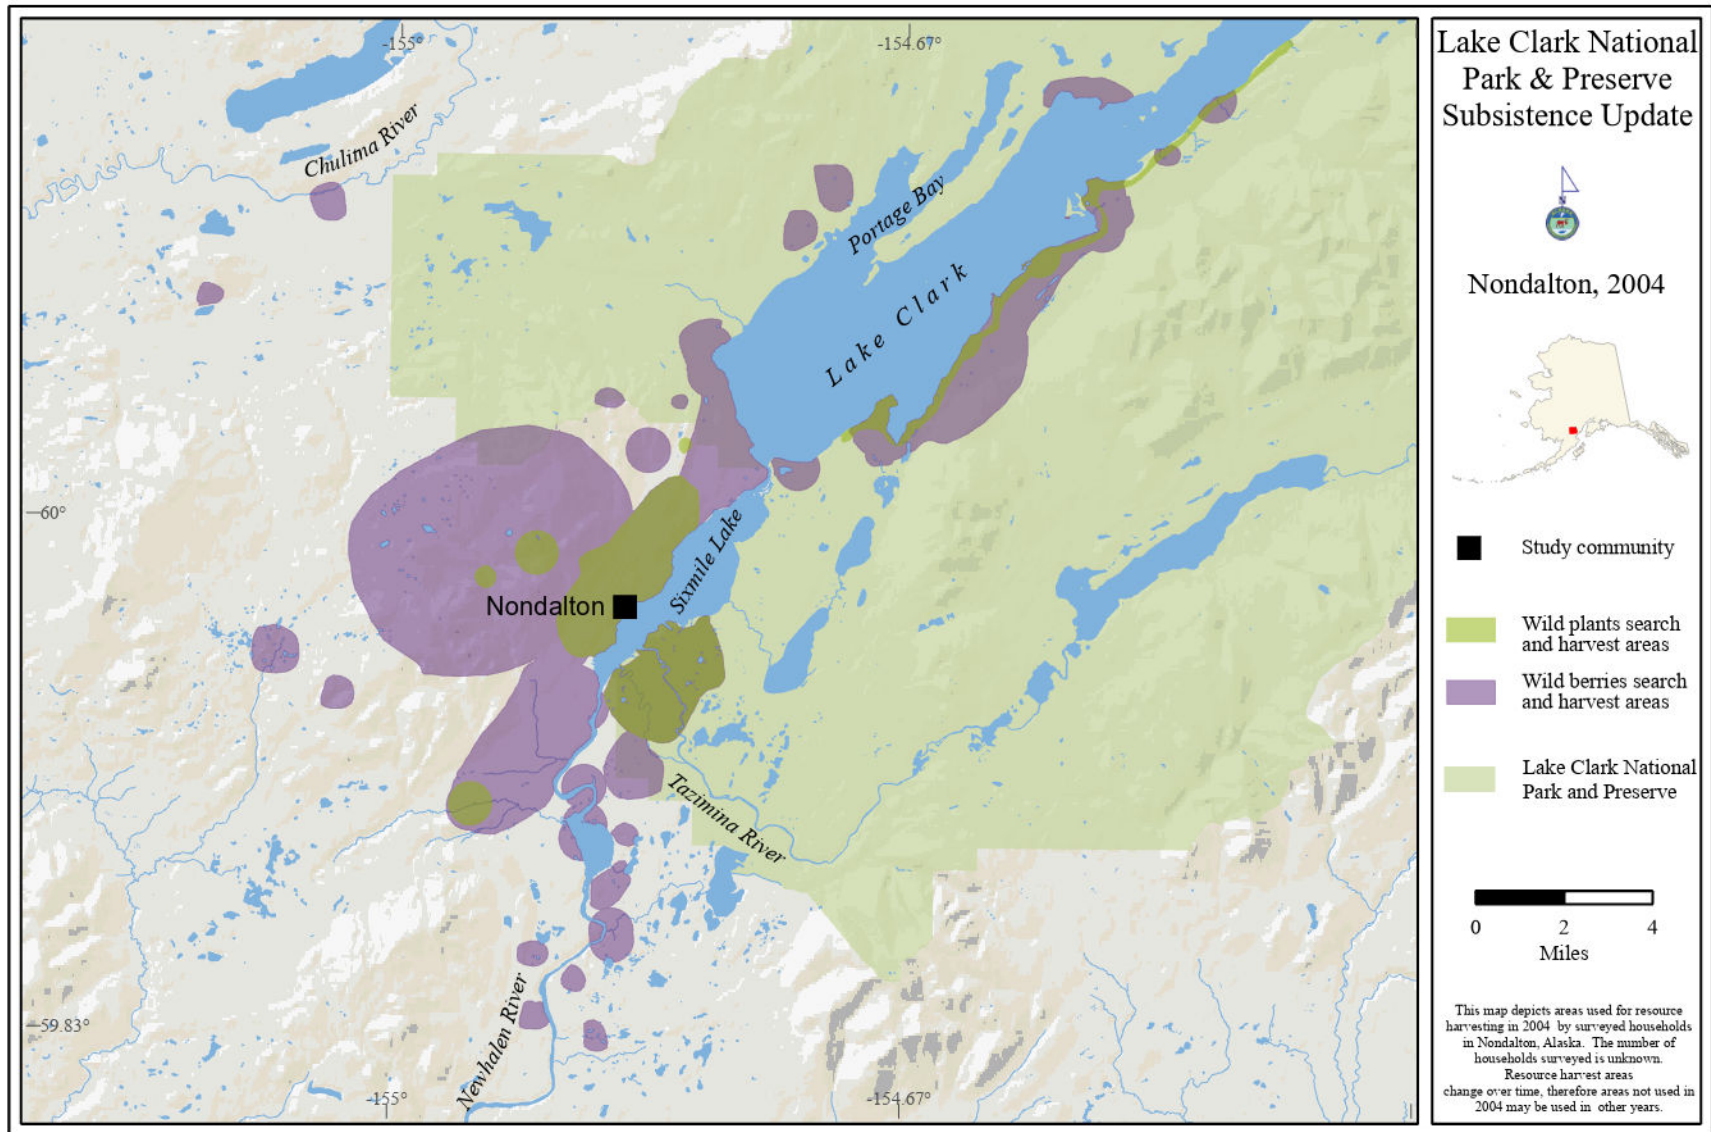 -155°
-154.67°
Chulitna River
Portage Bay
Lake Clark
60°
Sixmile Lake
Nondalton
Tazimina River
59.83°
Newhalen River
-155°
-154.67°
Lake Clark National
Park & Preserve
Subsistence Update
N
Nondalton, 2004
Study community
Wild plants search
and harvest areas
Wild berries search
and harvest areas
Lake Clark National
Park and Preserve
0 2 4
Miles
This map depicts areas used for resource
harvesting in 2004 by surveyed households
in Nondalton, Alaska. The number of
households surveyed is unknown.
Resource harvest areas
change over time, therefore areas not used in
2004 may be used in other years.